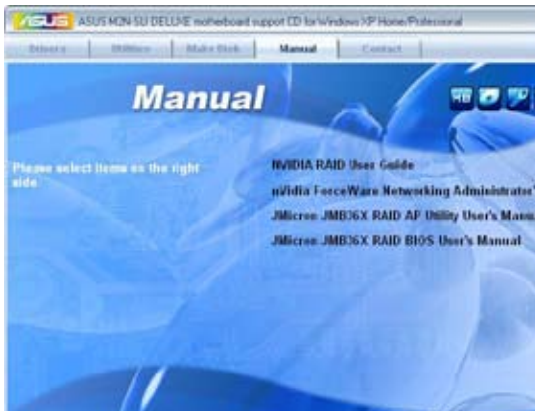 ASUS ASUS M2N-SLI DELUXE motherboard support CD for Windows XP Home/Professional
Drivers Utilities Make Disk Manual Contact
Manual
Please select items on the right
side
NVIDIA RAID User Guide
nVidia ForceWare Networking Administrator'
JMicron JMB36X RAID AP Utility User's Manu
JMicron JMB36X RAID BIOS User's Manual